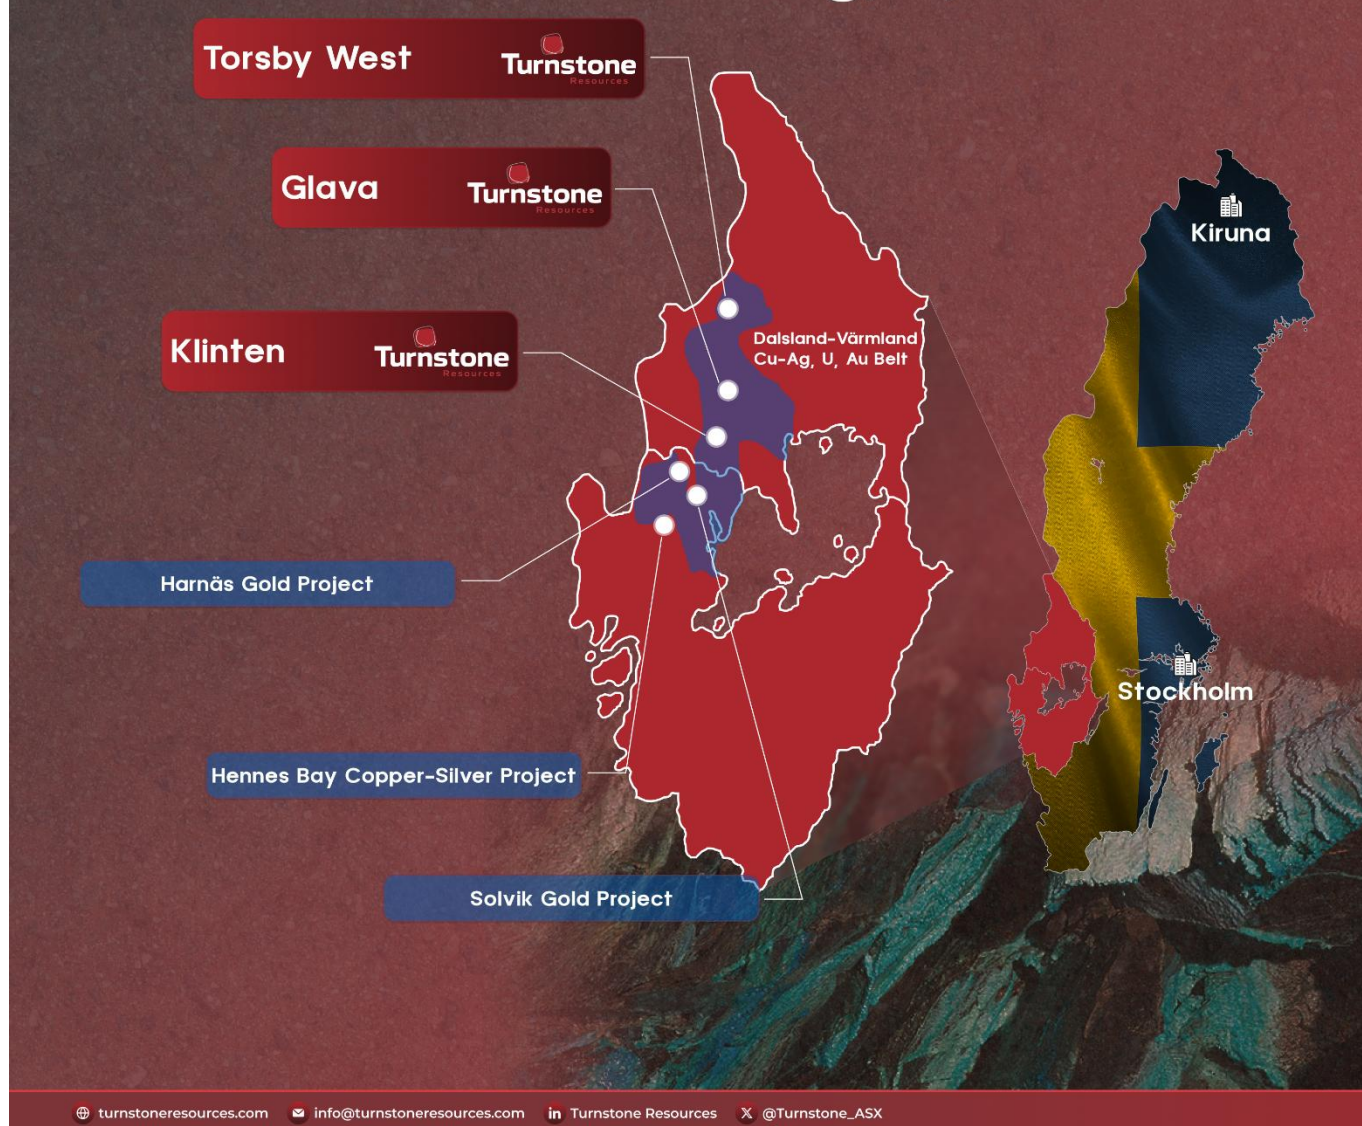 Torsby West
Turnstone
Resources
Glava
Turnstone
Resources
Kiruna
Klinten
Turnstone
Resources
Dalsland-Värmland
Cu-Ag, U, Au Belt
Harnäs Gold Project
Stockholm
Hennes Bay Copper-Silver Project
Solvik Gold Project
turnstoneresources.com info@turnstoneresources.com in Turnstone Resources X @Turnstone_ASX